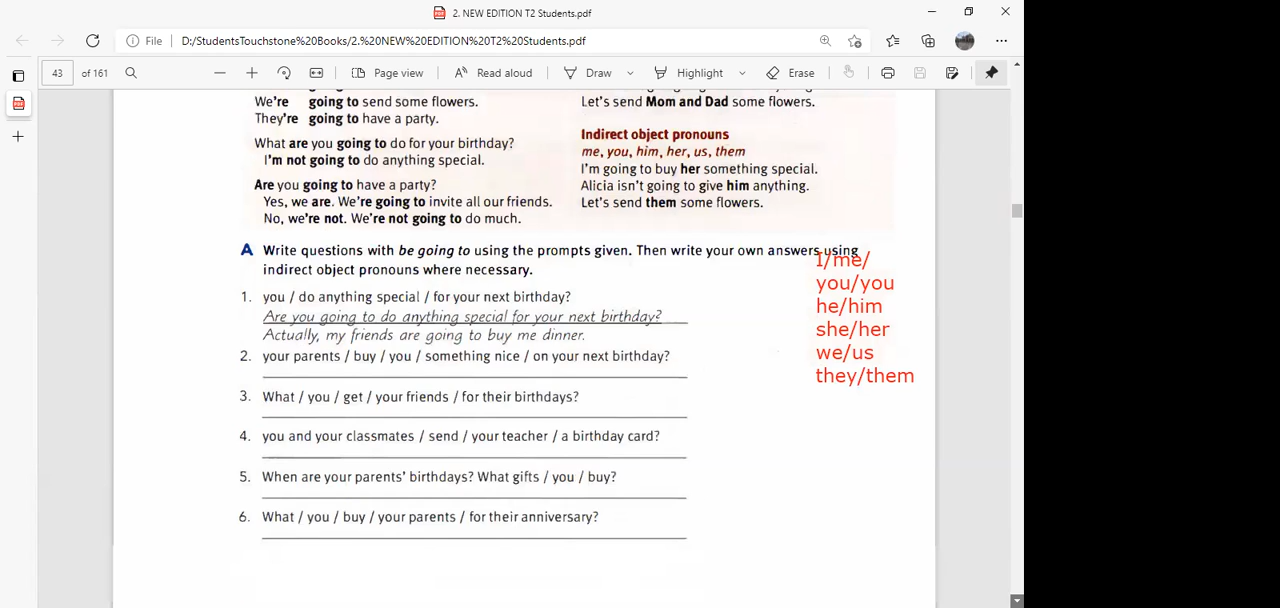 2. NEW EDITION T2 Students.pdf
File D:/StudentsTouchstone%20Books/2.%20NEW%20EDITION%20T2%20Students.pdf
43 of 161 Page view Read aloud Draw Highlight Erase
We're going to send some flowers.
They're going to have a party.
What are you going to do for your birthday?
I'm not going to do anything special.
Are you going to have a party?
Yes, we are. We're going to invite all our friends.
No, we're not. We're not going to do much.
Let's send Mom and Dad some flowers.
Indirect object pronouns
me, you, him, her, us, them
I'm going to buy her something special.
Alicia isn't going to give him anything.
Let's send them some flowers.
A Write questions with be going to using the prompts given. Then write your own answers using
indirect object pronouns where necessary.
1. you / do anything special / for your next birthday?
Are you going to do anything special for your next birthday?
Actually, my friends are going to buy me dinner.
2. your parents / buy / you / something nice / on your next birthday?
3. What / you / get / your friends / for their birthdays?
4. you and your classmates / send / your teacher / a birthday card?
5. When are your parents' birthdays? What gifts / you / buy?
6. What / you / buy / your parents / for their anniversary?
I/me/
you/you
he/him
she/her
we/us
they/them